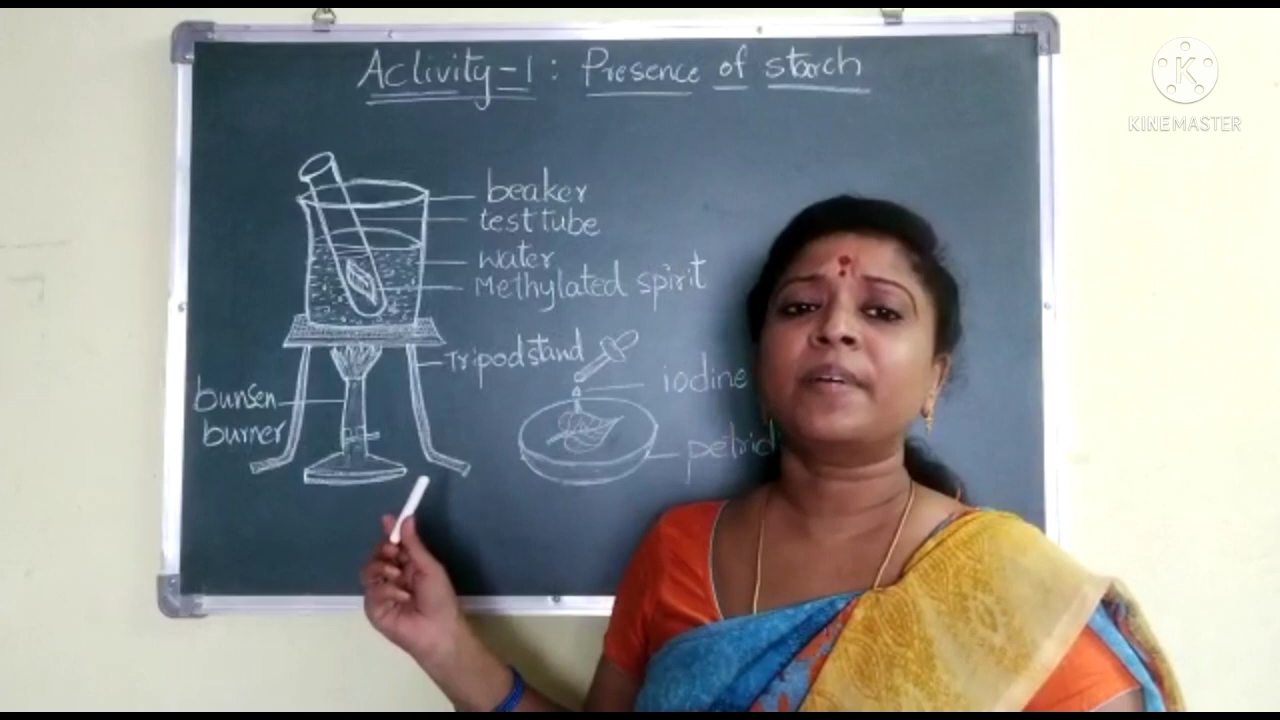 Activity-1: Presence of starch
KINEMASTER
beaker
test tube
water
Methylated spirit
Tripod stand
iodine
bunsen
burner